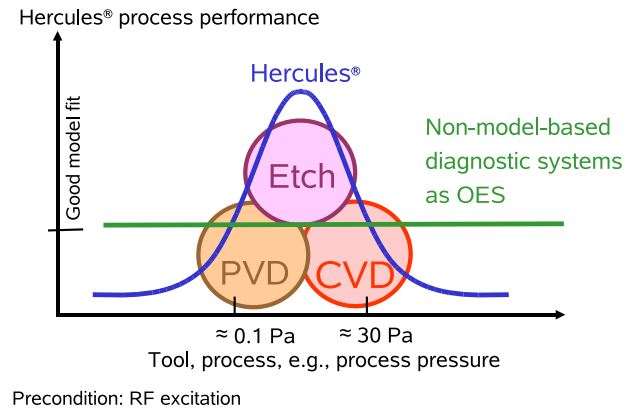 Hercules® process performance
Hercules®
Good model fit
Non-model-based
diagnostic systems
as OES
Etch
PVD
CVD
≈ 0.1 Pa
≈ 30 Pa
Tool, process, e.g., process pressure
Precondition: RF excitation